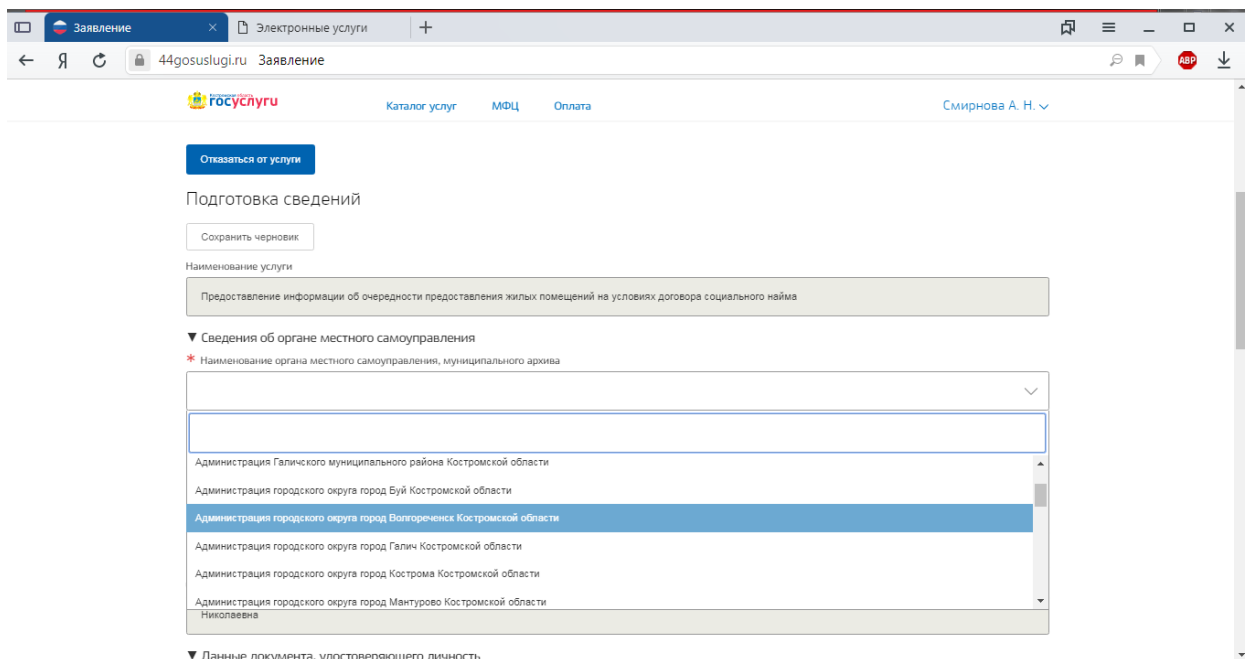 Заявление
Электронные услуги
44gosuslugi.ru Заявление
ABP
Костромская область
госуслуги
Каталог услуг МФЦ Оплата
Смирнова А. Н.
Отказаться от услуги
Подготовка сведений
Сохранить черновик
Наименование услуги
Предоставление информации об очередности предоставления жилых помещений на условиях договора социального найма
▼ Сведения об органе местного самоуправления
* Наименование органа местного самоуправления, муниципального архива
Администрация Галичского муниципального района Костромской области
Администрация городского округа город Буй Костромской области
Администрация городского округа город Волгореченск Костромской области
Администрация городского округа город Галич Костромской области
Администрация городского округа город Кострома Костромской области
Администрация городского округа город Мантурово Костромской области
Николаевна
▼ Данные документа, удостоверяющего личность